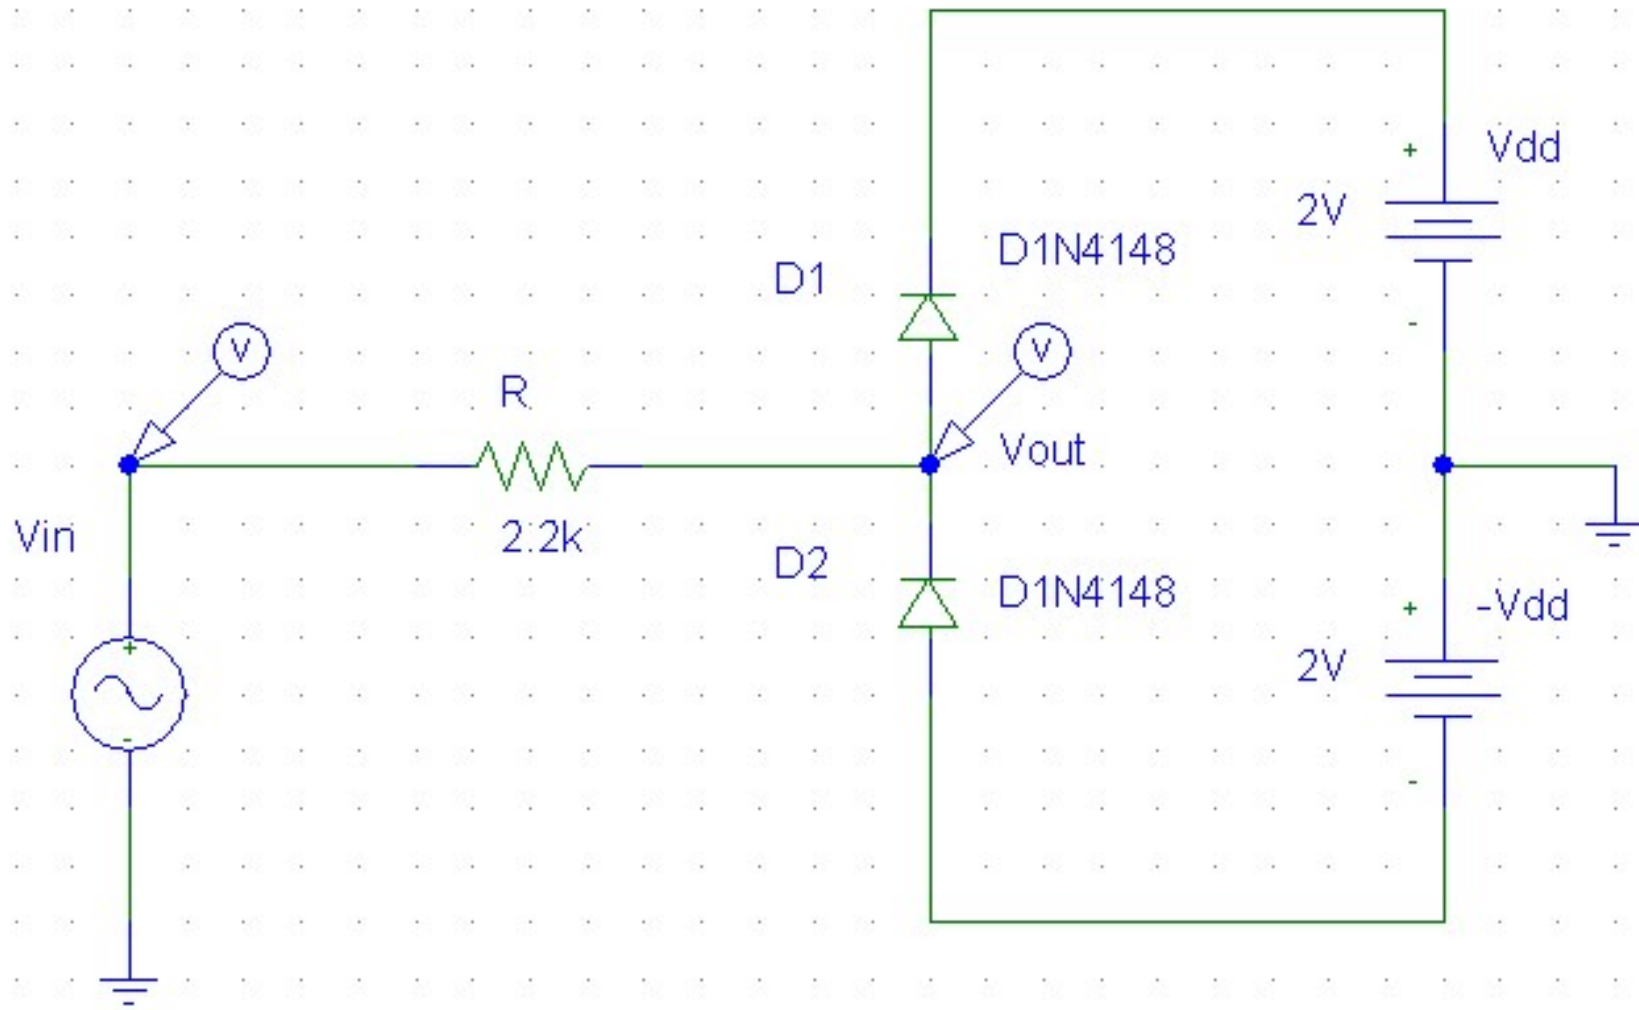 Vdd
+
2V
D1N4148
D1
-
V
V
R
Vout
Vin
2.2k
D2
D1N4148
+
-Vdd
+
2V
-
-